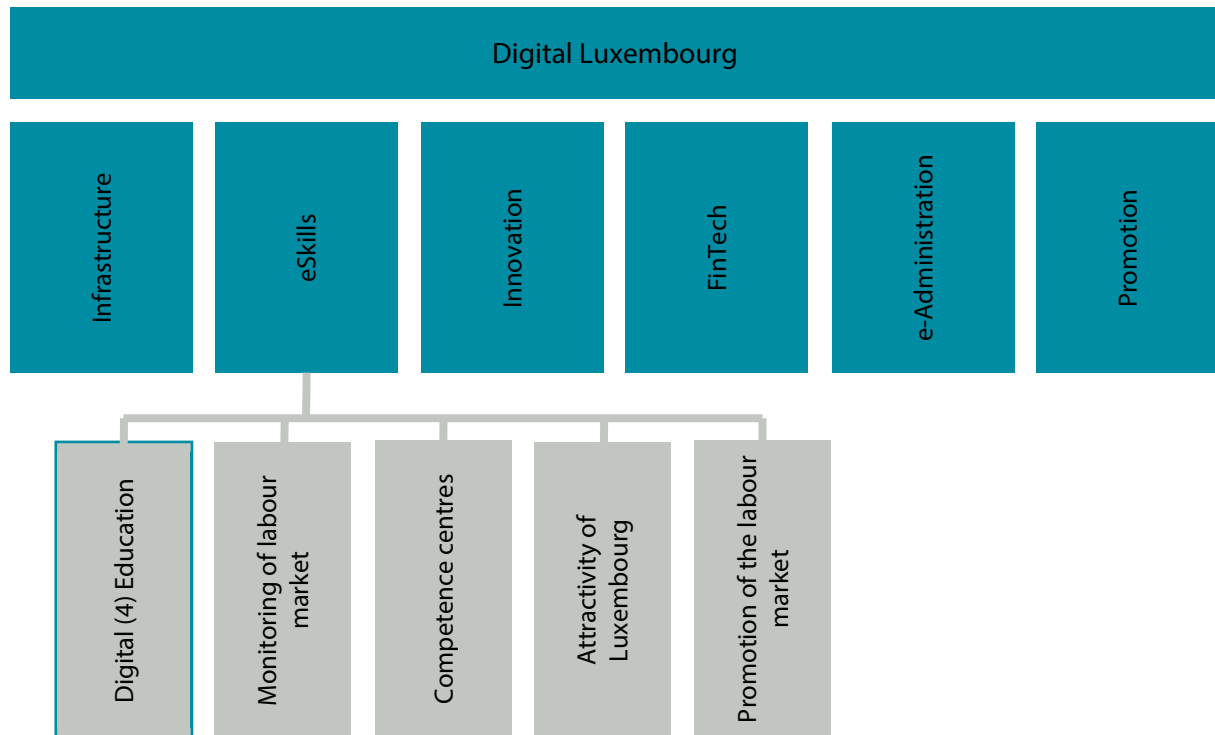 Digital Luxembourg
Infrastructure
eSkills
Innovation
FinTech
e-Administration
Promotion
Digital (4) Education
Monitoring of labour
market
Competence centres
Attractivity of
Luxembourg
Promotion of the labour
market